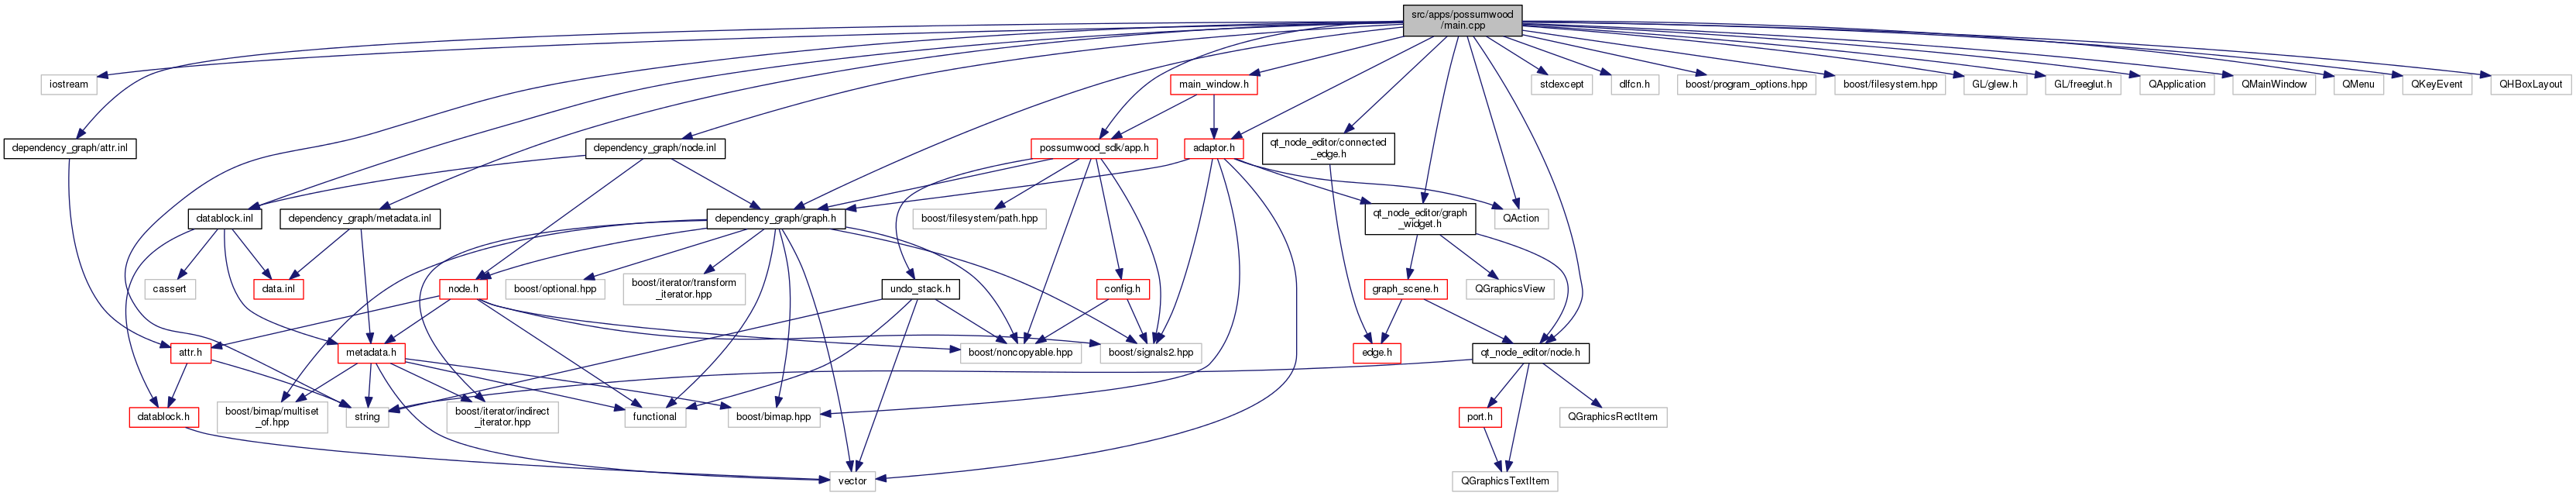 src/apps/possumwood
/main.cpp
iostream
main_window.h
stdexcept
dlfcn.h
boost/program_options.hpp
boost/filesystem.hpp
GL/glew.h
GL/freeglut.h
QApplication
QMainWindow
QMenu
QKeyEvent
QHBoxLayout
dependency_graph/attr.inl
dependency_graph/node.inl
possumwood_sdk/app.h
adaptor.h
qt_node_editor/connected
_edge.h
datablock.inl
dependency_graph/metadata.inl
dependency_graph/graph.h
boost/filesystem/path.hpp
qt_node_editor/graph
_widget.h
QAction
cassert
data.inl
node.h
boost/optional.hpp
boost/iterator/transform
_iterator.hpp
undo_stack.h
config.h
graph_scene.h
QGraphicsView
attr.h
metadata.h
boost/noncopyable.hpp
boost/signals2.hpp
edge.h
qt_node_editor/node.h
datablock.h
boost/bimap/multiset
_of.hpp
string
boost/iterator/indirect
_iterator.hpp
functional
boost/bimap.hpp
port.h
QGraphicsRectItem
vector
QGraphicsTextItem